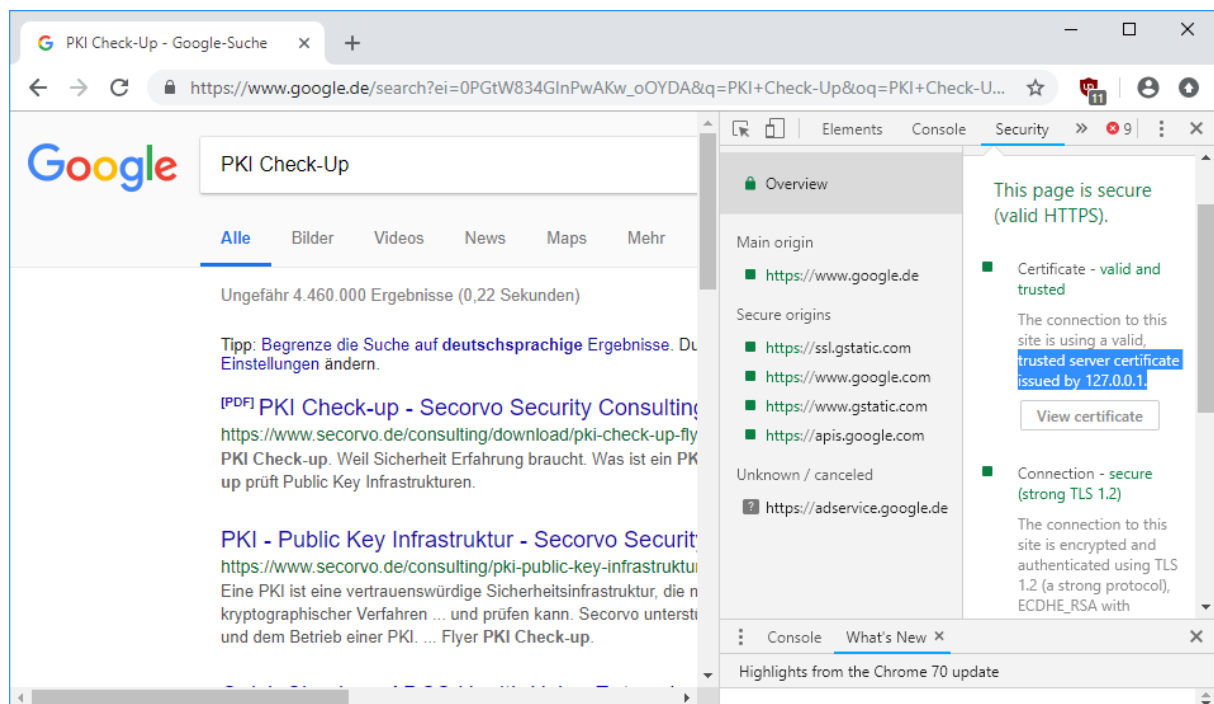 PKI Check-Up - Google-Suche
https://www.google.de/search?ei=0PGtW834GInPwAKw_oOYDA&q=PKI+Check-Up&oq=PKI+Check-U...
11
Google
PKI Check-Up
Alle Bilder Videos News Maps Mehr
Ungefähr 4.460.000 Ergebnisse (0,22 Sekunden)
Tipp: Begrenze die Suche auf deutschsprachige Ergebnisse. Du
Einstellungen ändern.
[PDF] PKI Check-up - Secorvo Security Consulting
https://www.secorvo.de/consulting/download/pki-check-up-fly
PKI Check-up. Weil Sicherheit Erfahrung braucht. Was ist ein PK
up prüft Public Key Infrastrukturen.
PKI - Public Key Infrastruktur - Secorvo Securit
https://www.secorvo.de/consulting/pki-public-key-infrastruktu
Eine PKI ist eine vertrauenswürdige Sicherheitsinfrastruktur, die
kryptographischer Verfahren ... und prüfen kann. Secorvo unterstü
und dem Betrieb einer PKI. ... Flyer PKI Check-up.
Elements Console Security 9
Overview
Main origin
https://www.google.de
Secure origins
https://ssl.gstatic.com
https://www.google.com
https://www.gstatic.com
https://apis.google.com
Unknown / canceled
? https://adservice.google.de
This page is secure
(valid HTTPS).
Certificate - valid and
trusted
The connection to this
site is using a valid,
trusted server certificate
issued by 127.0.0.1.
View certificate
Connection - secure
(strong TLS 1.2)
The connection to this
site is encrypted and
authenticated using TLS
1.2 (a strong protocol),
ECDHE_RSA with
Console What's New
Highlights from the Chrome 70 update